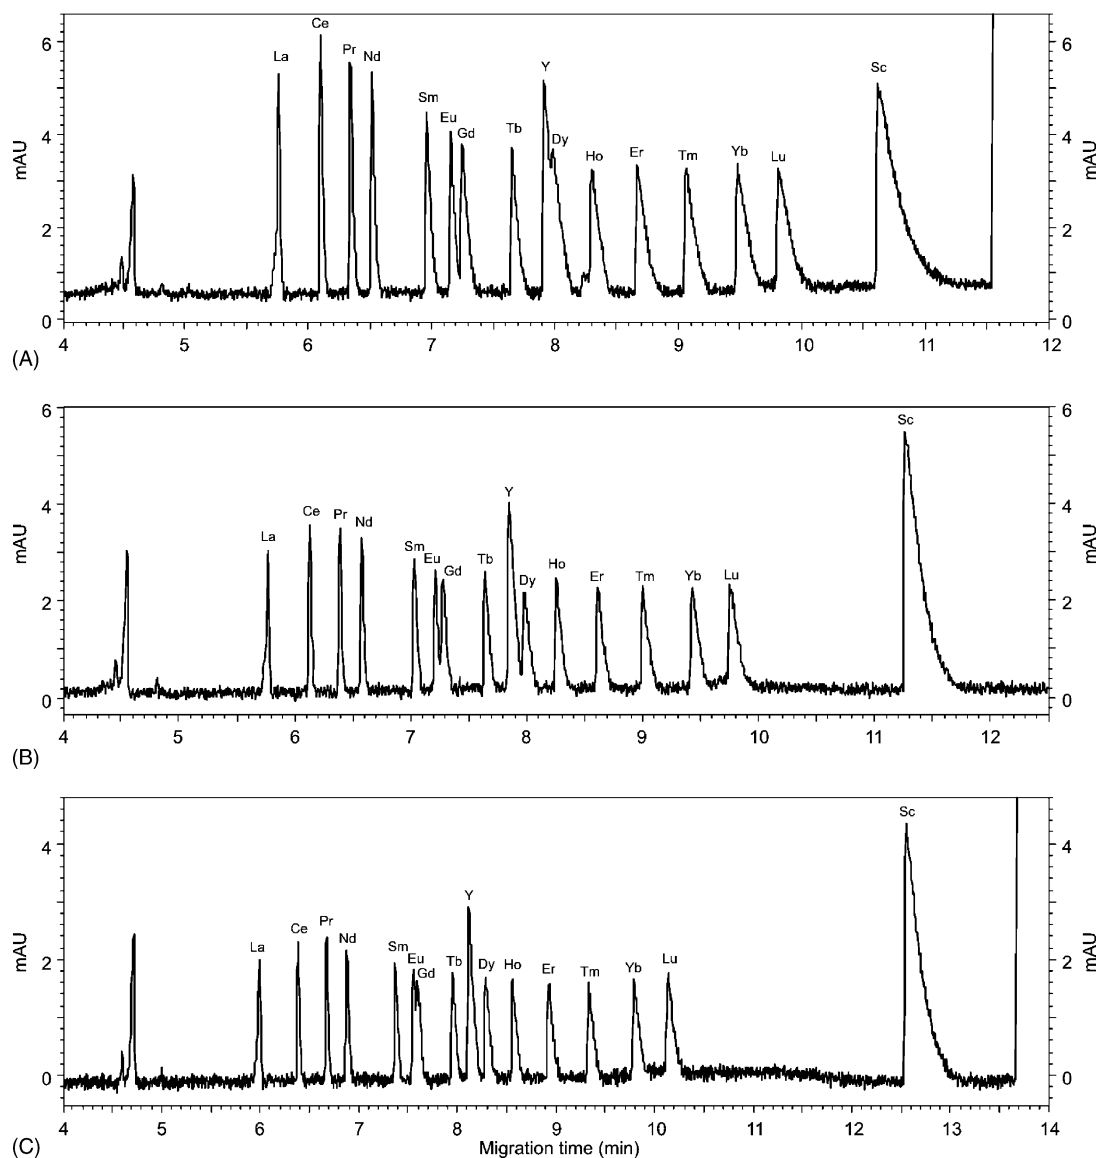 Ce
La
Pr
Nd
Sm
Eu
Gd
Tb
Y
Dy
Ho
Er
Tm
Yb
Lu
Sc
6
4
2
0
mAU
6
4
2
0
mAU
4 5 6 7 8 9 10 11 12
(A)
La
Ce
Pr
Nd
Sm
Eu
Gd
Tb
Y
Dy
Ho
Er
Tm
Yb
Lu
Sc
6
4
2
0
mAU
6
4
2
0
mAU
4 5 6 7 8 9 10 11 12
(B)
La
Ce
Pr
Nd
Sm
Eu
Gd
Tb
Y
Dy
Ho
Er
Tm
Yb
Lu
Sc
4
2
0
mAU
4
2
0
mAU
4 5 6 7 8 9 10 11 12 13 14
(C)
Migration time (min)